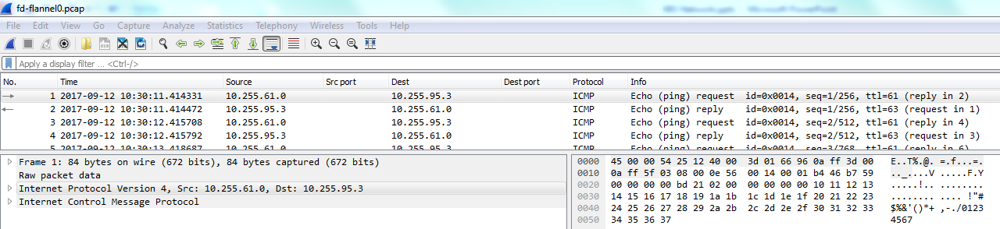 fd-flannel0.pcap
File Edit View Go Capture Analyze Statistics Telephony Wireless Tools Help
Apply a display filter ... <Ctrl-/>
No. Time Source Src port Dest Dest port Protocol Info
1 2017-09-12 10:30:11.414331 10.255.61.0 10.255.95.3 ICMP Echo (ping) request id=0x0014, seq=1/256, ttl=61 (reply in 2)
2 2017-09-12 10:30:11.414472 10.255.95.3 10.255.61.0 ICMP Echo (ping) reply id=0x0014, seq=1/256, ttl=63 (request in 1)
3 2017-09-12 10:30:12.415708 10.255.61.0 10.255.95.3 ICMP Echo (ping) request id=0x0014, seq=2/512, ttl=61 (reply in 4)
4 2017-09-12 10:30:12.415792 10.255.95.3 10.255.61.0 ICMP Echo (ping) reply id=0x0014, seq=2/512, ttl=63 (request in 3)
5 2017-09-12 10:30:13.418687 10.255.61.0 10.255.95.3 ICMP Echo (ping) request id=0x0014, seq=3/768, ttl=61 (reply in 6)
Frame 1: 84 bytes on wire (672 bits), 84 bytes captured (672 bits)
Raw packet data
Internet Protocol Version 4, Src: 10.255.61.0, Dst: 10.255.95.3
Internet Control Message Protocol
0000 45 00 00 54 25 12 40 00 3d 01 66 96 0a ff 3d 00 E..T%.@. =.f...=.
0010 0a ff 5f 03 08 00 0e 56 00 14 00 01 b4 46 b7 59 .._....V .....F.Y
0020 00 00 00 00 bd 21 02 00 00 00 00 00 10 11 12 13 .....!.. ........
0030 14 15 16 17 18 19 1a 1b 1c 1d 1e 1f 20 21 22 23 ........ .... !"#
0040 24 25 26 27 28 29 2a 2b 2c 2d 2e 2f 30 31 32 33 $%&'()*+ ,-./0123
0050 34 35 36 37 4567